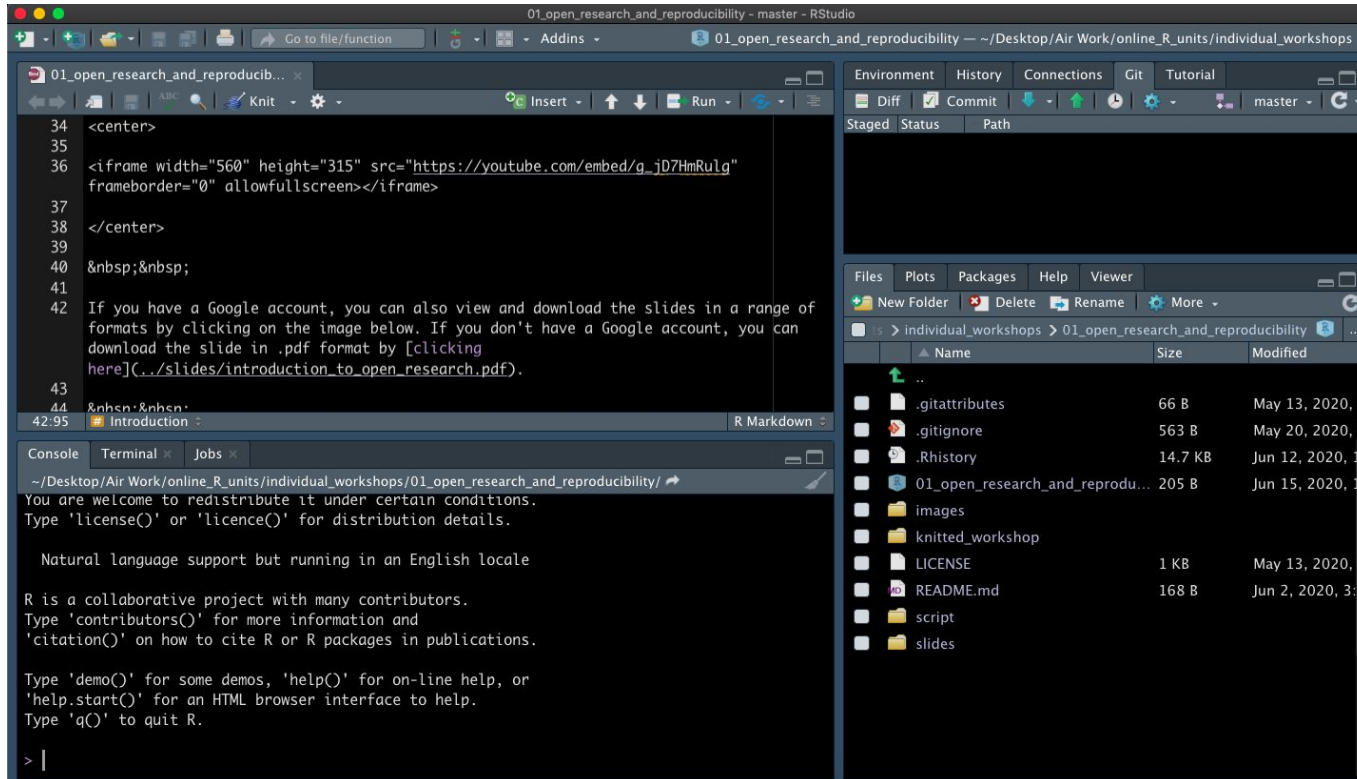 01_open_research_and_reproducibility - master - RStudio
Go to file/function Addins 01_open_research_and_reproducibility — ~/Desktop/Air Work/online_R_units/individual_workshops
01_open_research_and_reproducib...
ABC Knit Insert Run
34 <center>
35
36 <iframe width="560" height="315" src="https://youtube.com/embed/g_jD7HmRulg"
frameborder="0" allowfullscreen></iframe>
37
38 </center>
39
40 &nbsp;&nbsp;
41
42 If you have a Google account, you can also view and download the slides in a range of
formats by clicking on the image below. If you don't have a Google account, you can
download the slide in .pdf format by [clicking
here](../slides/introduction_to_open_research.pdf).
43
44 &nbsp;&nbsp;
42:95 # Introduction R Markdown
Console Terminal Jobs
~/Desktop/Air Work/online_R_units/individual_workshops/01_open_research_and_reproducibility/
You are welcome to redistribute it under certain conditions.
Type 'license()' or 'licence()' for distribution details.
Natural language support but running in an English locale
R is a collaborative project with many contributors.
Type 'contributors()' for more information and
'citation()' on how to cite R or R packages in publications.
Type 'demo()' for some demos, 'help()' for on-line help, or
'help.start()' for an HTML browser interface to help.
Type 'q()' to quit R.
>
Environment History Connections Git Tutorial
Diff Commit master
Staged Status Path
Files Plots Packages Help Viewer
New Folder Delete Rename More
> individual_workshops > 01_open_research_and_reproducibility ..
Name Size Modified
..
.gitattributes 66 B May 13, 2020,
.gitignore 563 B May 20, 2020,
.Rhistory 14.7 KB Jun 12, 2020, 1
01_open_research_and_reprodu... 205 B Jun 15, 2020, 1
images
knitted_workshop
LICENSE 1 KB May 13, 2020,
README.md 168 B Jun 2, 2020, 3:
script
slides